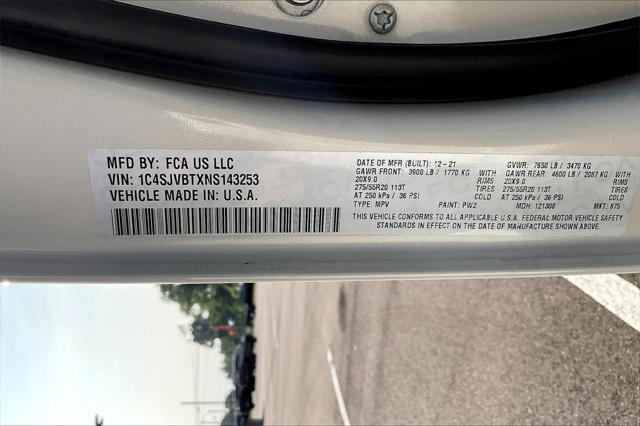 MFD BY: FCA US LLC
VIN: 1C4SJVBTXNS143253
VEHICLE MADE IN: U.S.A.
DATE OF MFR (BUILT): 12-21 GVWR: 7650 LB / 3470 KG
GAWR FRONT: 3900 LB / 1770 KG WITH GAWR REAR: 4600 LB / 2087 KG WITH
20X9.0 TIRES 20X9.0 TIRES
275/55R20 113T RIMS 275/55R20 113T
AT 250 kPa / 36 PSI COLD AT 250 kPa / 36 PSI COLD
TYPE: MPV PAINT: PW2 MDH: 121308 MKT: 875
THIS VEHICLE CONFORMS TO ALL APPLICABLE U.S.A. FEDERAL MOTOR VEHICLE SAFETY
STANDARDS IN EFFECT ON THE DATE OF MANUFACTURE SHOWN ABOVE.